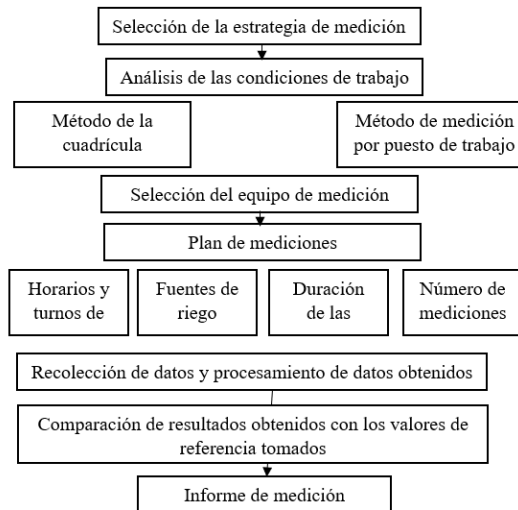 Selección de la estrategia de medición
Análisis de las condiciones de trabajo
Método de la
cuadrícula
Método de medición
por puesto de trabajo
Selección del equipo de medición
Plan de mediciones
Horarios y
turnos de
Fuentes de
riego
Duración
de las
Número de
mediciones
Recolección de datos y procesamiento de datos obtenidos
Comparación de resultados obtenidos con los valores de
referencia tomados
Informe de medición